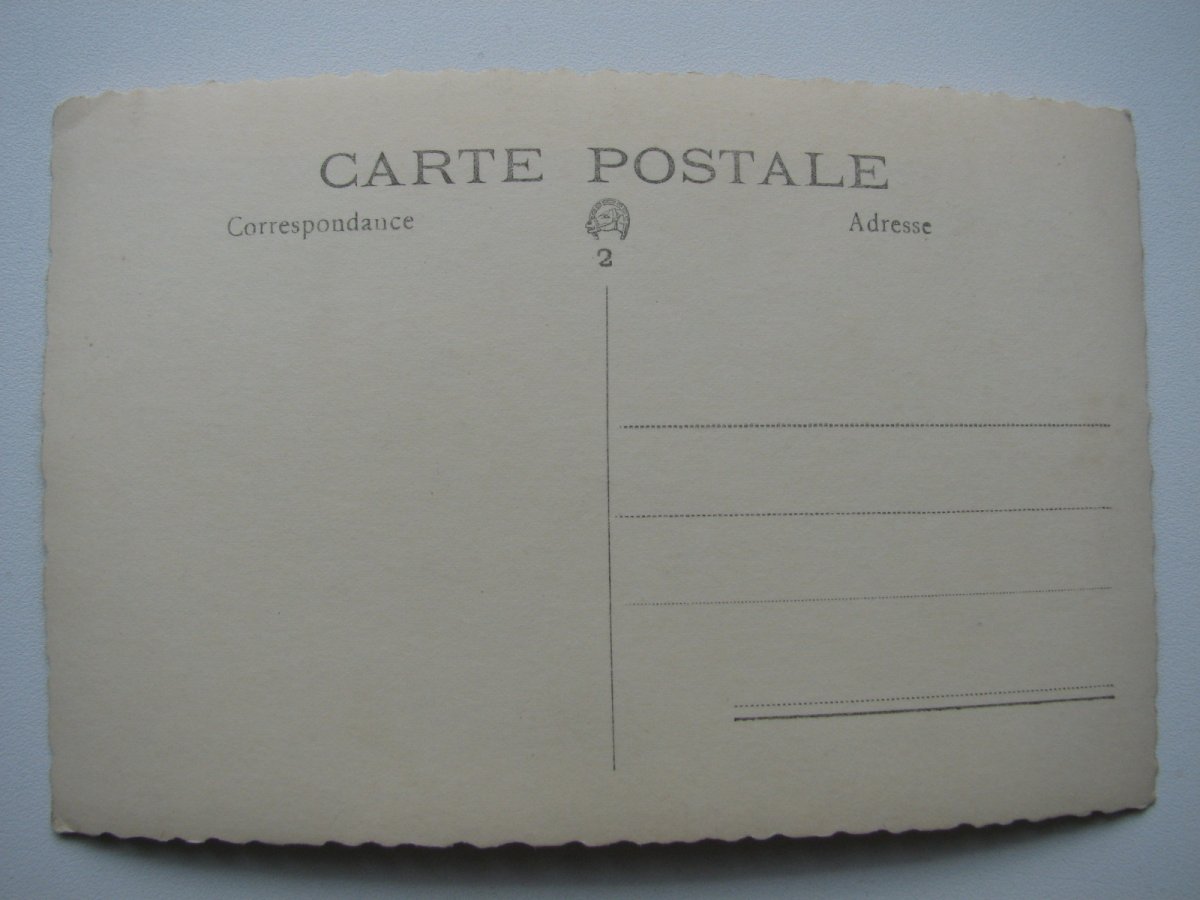 CARTE POSTALE
Correspondance
Adresse
2